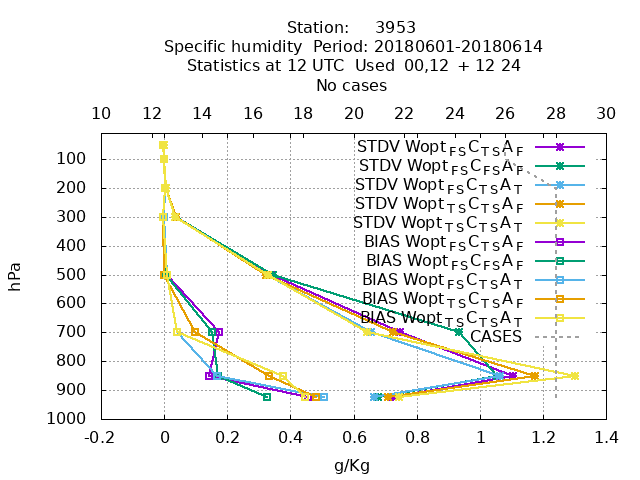 Station: 3953
Specific humidity Period: 20180601-20180614
Statistics at 12 UTC Used 00,12 + 12 24
No cases
10 12 14 16 18 20 22 24 26 28 30
STDV Wopt FS C TS A F
STDV Wopt FS C FS A F
STDV Wopt FS C TS A T
STDV Wopt TS C TS A F
STDV Wopt TS C TS A T
BIAS Wopt FS C TS A F
BIAS Wopt FS C FS A F
BIAS Wopt FS C TS A T
BIAS Wopt TS C TS A F
BIAS Wopt TS C TS A T
CASES
hPa
100
200
300
400
500
600
700
800
900
1000
-0.2 0 0.2 0.4 0.6 0.8 1 1.2 1.4
g/Kg